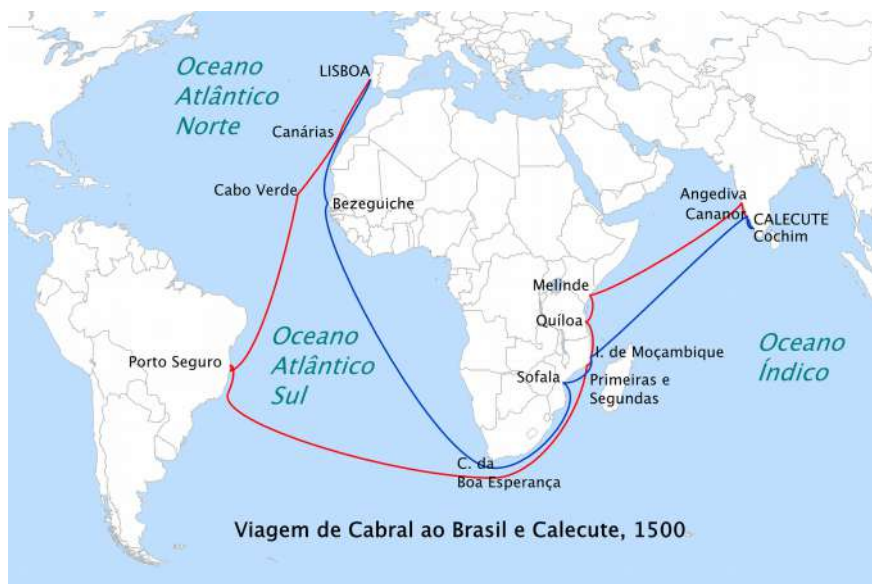 Oceano
Atlântico
Norte
LISBOA
Canárias
Cabo Verde
Bezeguiche
Angediva
Cananor
CALECUTE
Cochim
Melinde
Quíloa
Oceano
Atlântico
Sul
Porto Seguro
I. de Moçambique
Sofala
Primeiras e
Segundas
Oceano
Índico
C. da
Boa Esperança
Viagem de Cabral ao Brasil e Calecute, 1500